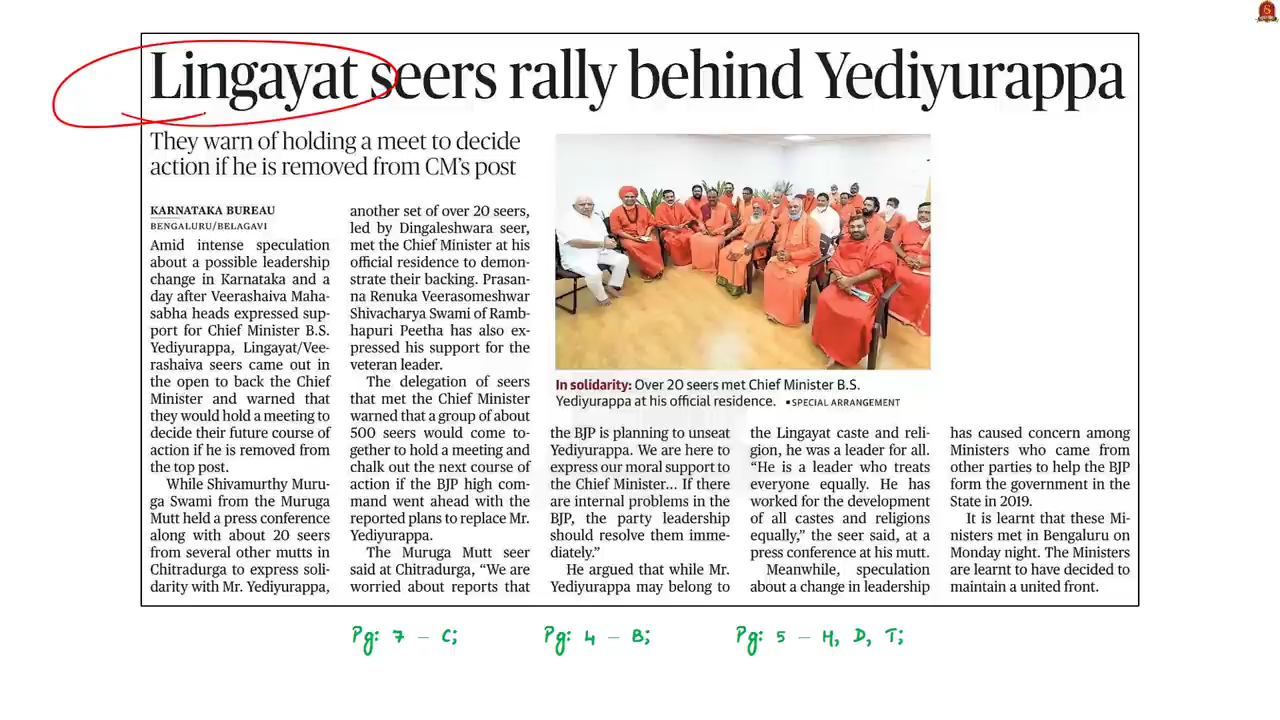 Lingayat seers rally behind Yediyurappa
They warn of holding a meet to decide
action if he is removed from CM's post
KARNATAKA BUREAU
BENGALURU/BELAGAVI
Amid intense speculation
about a possible leadership
change in Karnataka and a
day after Veerashaiva Maha-
sabha heads expressed sup-
port for Chief Minister B.S.
Yediyurappa, Lingayat/Vee-
rashaiva seers came out in
the open to back the Chief
Minister and warned that
they would hold a meeting to
decide their future course of
action if he is removed from
the top post.
While Shivamurthy Muru-
ga Swami from the Muruga
Mutt held a press conference
along with about 20 seers
from several other mutts in
Chitradurga to express soli-
darity with Mr. Yediyurappa,
another set of over 20 seers,
led by Dingaleshwara seer,
met the Chief Minister at his
official residence to demon-
strate their backing. Prasan-
na Renuka Veerasomeshwar
Shivacharya Swami of Ramb-
hapuri Peetha has also ex-
pressed his support for the
veteran leader.
The delegation of seers
that met the Chief Minister
warned that a group of about
500 seers would come to-
gether to hold a meeting and
chalk out the next course of
action if the BJP high com-
mand went ahead with the
reported plans to replace Mr.
Yediyurappa.
The Muruga Mutt seer
said at Chitradurga, “We are
worried about reports that
In solidarity: Over 20 seers met Chief Minister B.S.
Yediyurappa at his official residence. ▪SPECIAL ARRANGEMENT
the BJP is planning to unseat
Yediyurappa. We are here to
express our moral support to
the Chief Minister... If there
are internal problems in the
BJP, the party leadership
should resolve them imme-
diately.”
He argued that while Mr.
Yediyurappa may belong to
the Lingayat caste and reli-
gion, he was a leader for all.
“He is a leader who treats
everyone equally. He has
worked for the development
of all castes and religions
equally,” the seer said, at a
press conference at his mutt.
Meanwhile, speculation
about a change in leadership
has caused concern among
Ministers who came from
other parties to help the BJP
form the government in the
State in 2019.
It is learnt that these Mi-
nisters met in Bengaluru on
Monday night. The Ministers
are learnt to have decided to
maintain a united front.
Pg: 7 – C; Pg: 4 – B; Pg: 5 – H, D, T;